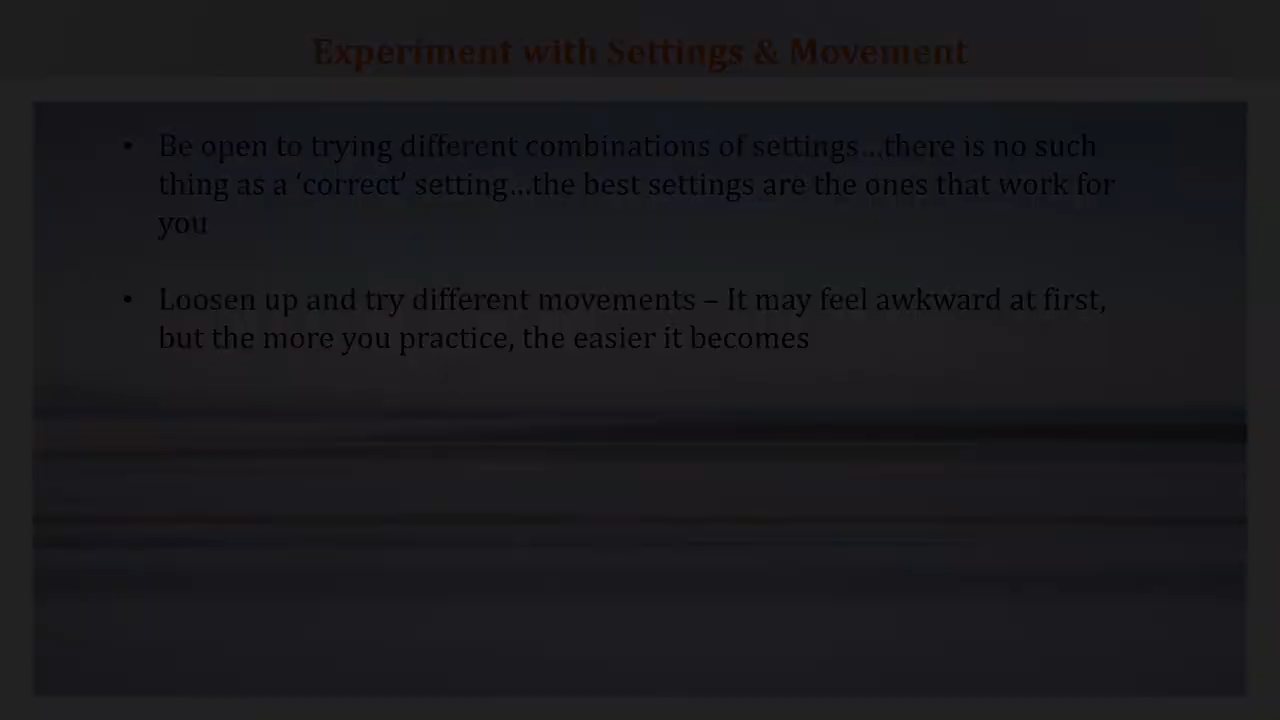 Experiment with Settings & Movement
• Be open to trying different combinations of settings...there is no such
thing as a ‘correct’ setting...the best settings are the ones that work for
you
• Loosen up and try different movements – It may feel awkward at first,
but the more you practice, the easier it becomes